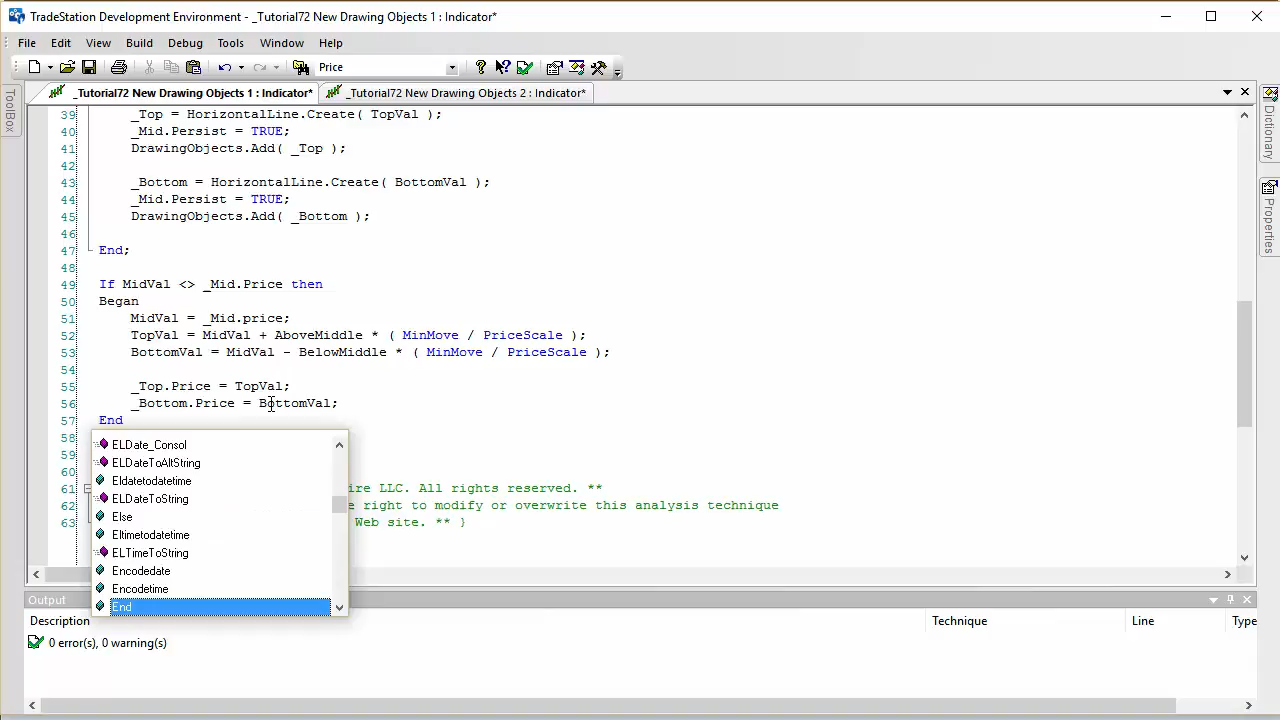 TradeStation Development Environment - _Tutorial72 New Drawing Objects 1 : Indicator*
File Edit View Build Debug Tools Window Help
Price
_Tutorial72 New Drawing Objects 1 : Indicator* _Tutorial72 New Drawing Objects 2 : Indicator*
ToolBox
Dictionary
Properties
39 _Top = HorizontalLine.Create( TopVal );
40 _Mid.Persist = TRUE;
41 DrawingObjects.Add( _Top );
42
43 _Bottom = HorizontalLine.Create( BottomVal );
44 _Mid.Persist = TRUE;
45 DrawingObjects.Add( _Bottom );
46
47 End;
48
49 If MidVal <> _Mid.Price then
50 Began
51 MidVal = _Mid.price;
52 TopVal = MidVal + AboveMiddle * ( MinMove / PriceScale );
53 BottomVal = MidVal - BelowMiddle * ( MinMove / PriceScale );
54
55 _Top.Price = TopVal;
56 _Bottom.Price = BottomVal;
57 End
58
59
60
61 ire LLC. All rights reserved. **
62 e right to modify or overwrite this analysis technique
63 Web site. ** }
ELDate_Consol
ELDateToAltString
Eldatetodatetime
ELDateToString
Else
Eltimetodatetime
ELTimeToString
Encodedate
Encodetime
End
Output
Description Technique Line Type
0 error(s), 0 warning(s)